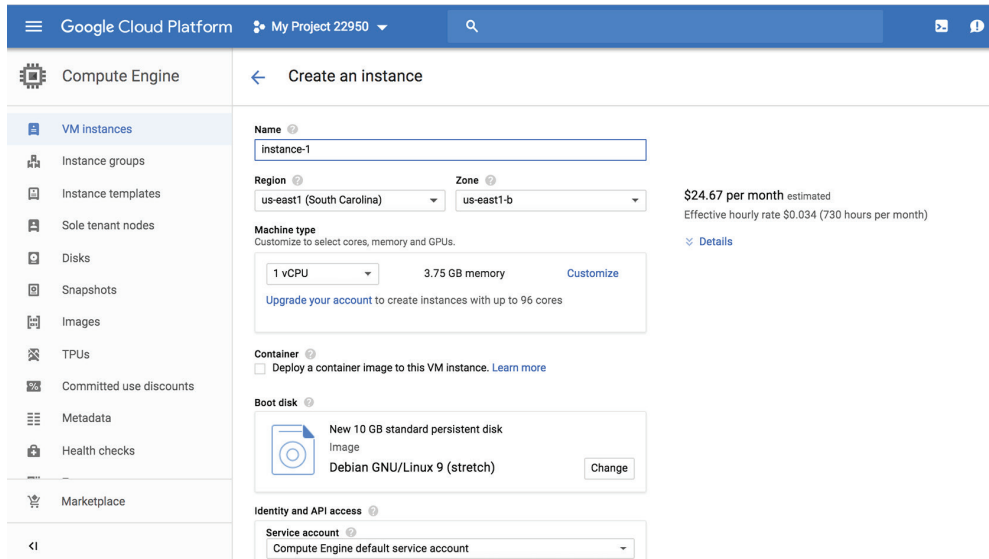 Google Cloud Platform
My Project 22950
Compute Engine
Create an instance
VM instances
Instance groups
Instance templates
Sole tenant nodes
Disks
Snapshots
Images
TPUs
Committed use discounts
Metadata
Health checks
Marketplace
Name
instance-1
Region
Zone
us-east1 (South Carolina)
us-east1-b
Machine type
Customize to select cores, memory and GPUs.
1 vCPU
3.75 GB memory
Customize
Upgrade your account to create instances with up to 96 cores
Container
Deploy a container image to this VM instance. Learn more
Boot disk
New 10 GB standard persistent disk
Image
Debian GNU/Linux 9 (stretch)
Change
Identity and API access
Service account
Compute Engine default service account
$24.67 per month estimated
Effective hourly rate $0.034 (730 hours per month)
Details